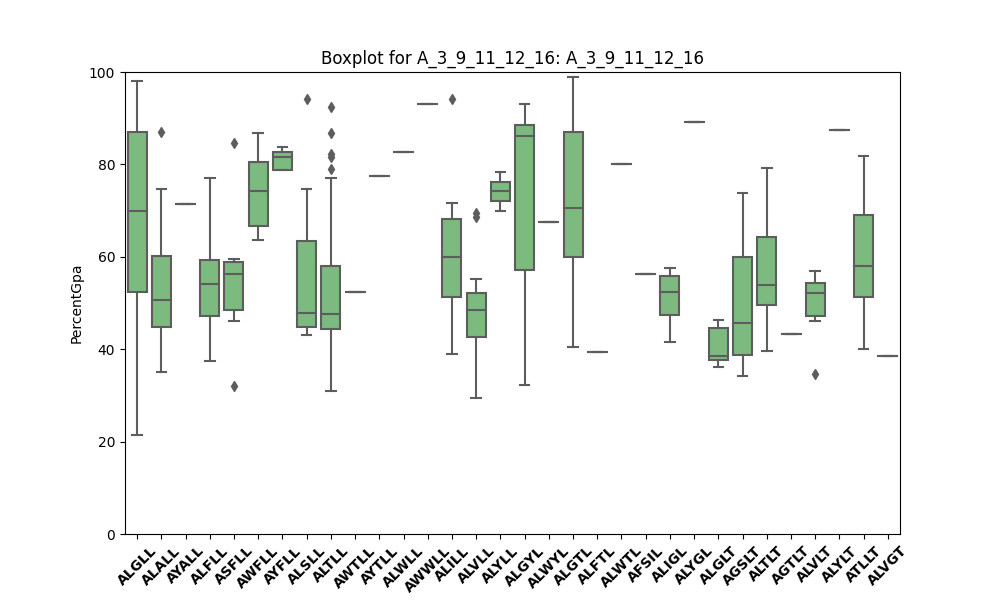 Boxplot for A_3_9_11_12_16: A_3_9_11_12_16
PercentGpa
100
80
60
40
20
0
ALGLL
ALALL
AYALL
ALFLL
ASFLL
AWFLL
AYFLL
ALSLL
ALTLL
AWTLL
AYTLL
ALWLL
AWWLL
ALILL
ALVLL
ALYLL
ALGYL
ALWYL
ALGTL
ALFTL
ALWTL
AFSIL
ALIGL
ALYGL
ALGLT
AGSLT
ALTLT
AGTLT
ALVLT
ALYLT
ATLLT
ALVGT